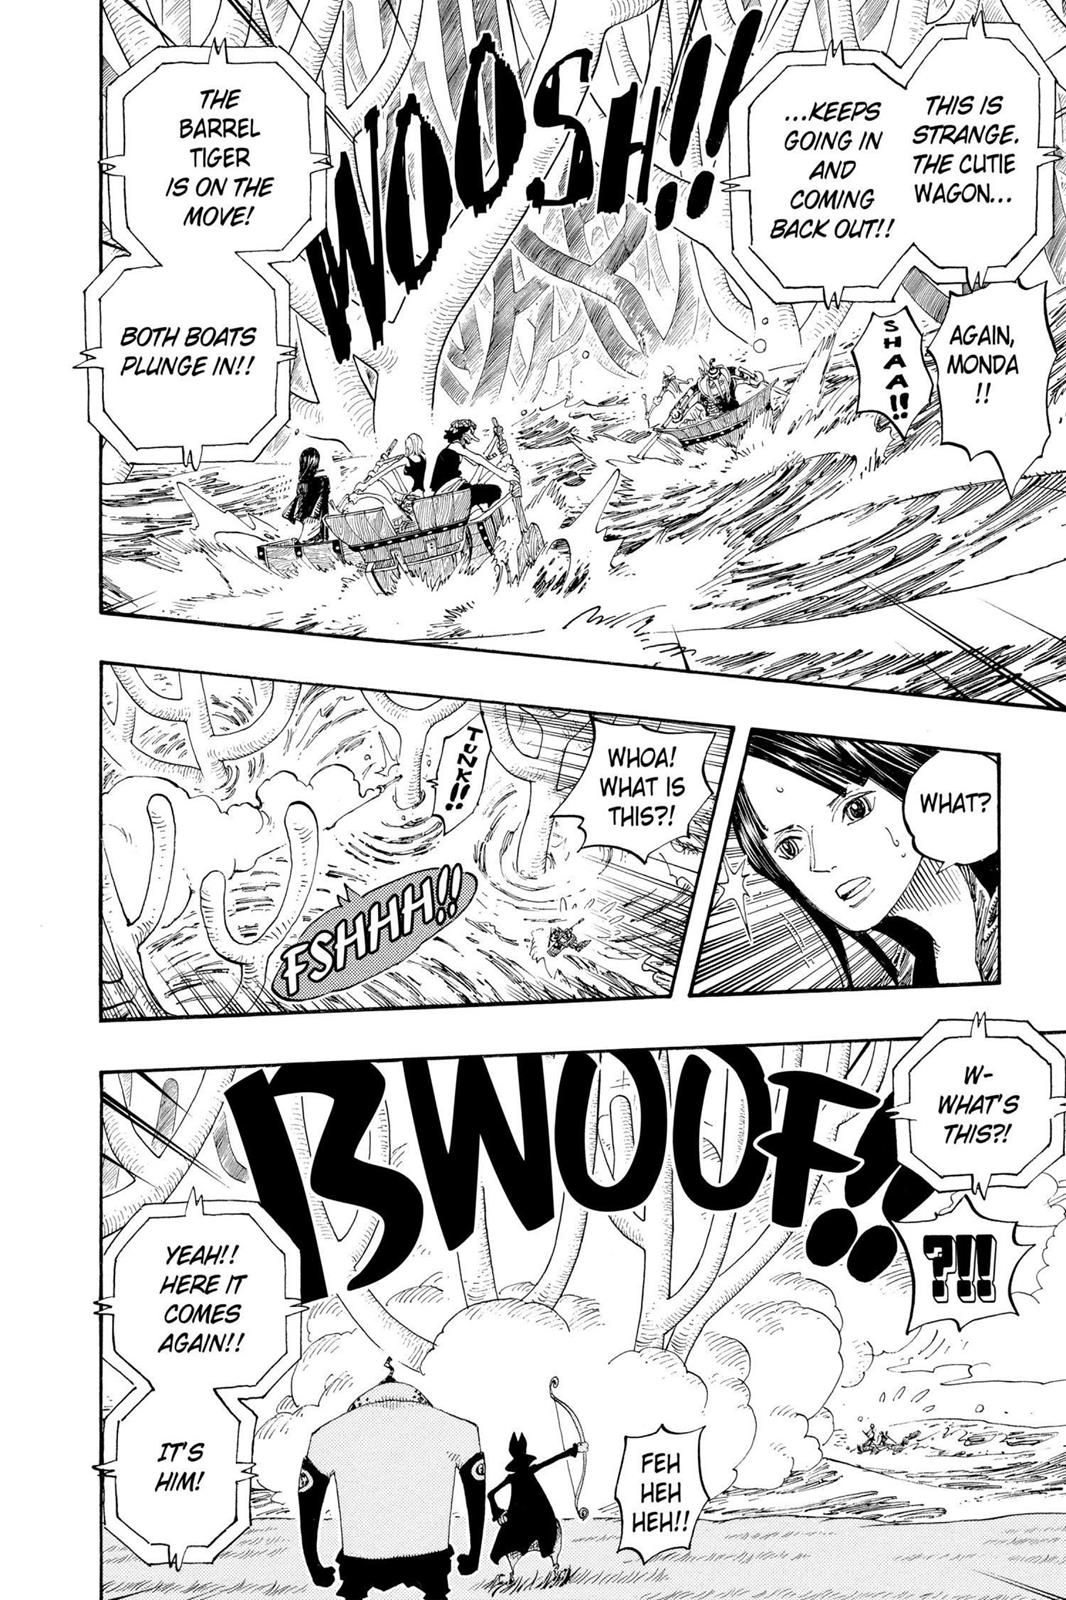 THIS IS
STRANGE.
THE CUTIE
WAGON...
...KEEPS
GOING IN
AND
COMING
BACK OUT!!
AGAIN,
MONDA
!!
SHAA!!
WOOSH!!
THE
BARREL
TIGER
IS ON THE
MOVE!
BOTH BOATS
PLUNGE IN!!
WHAT?
WHOA!
WHAT IS
THIS?!
TUNK!!
FSHHH!!
W-
WHAT'S
THIS?!
?!!
BWOOF!!
YEAH!!
HERE IT
COMES
AGAIN!!
IT'S
HIM!
FEH
HEH
HEH!!